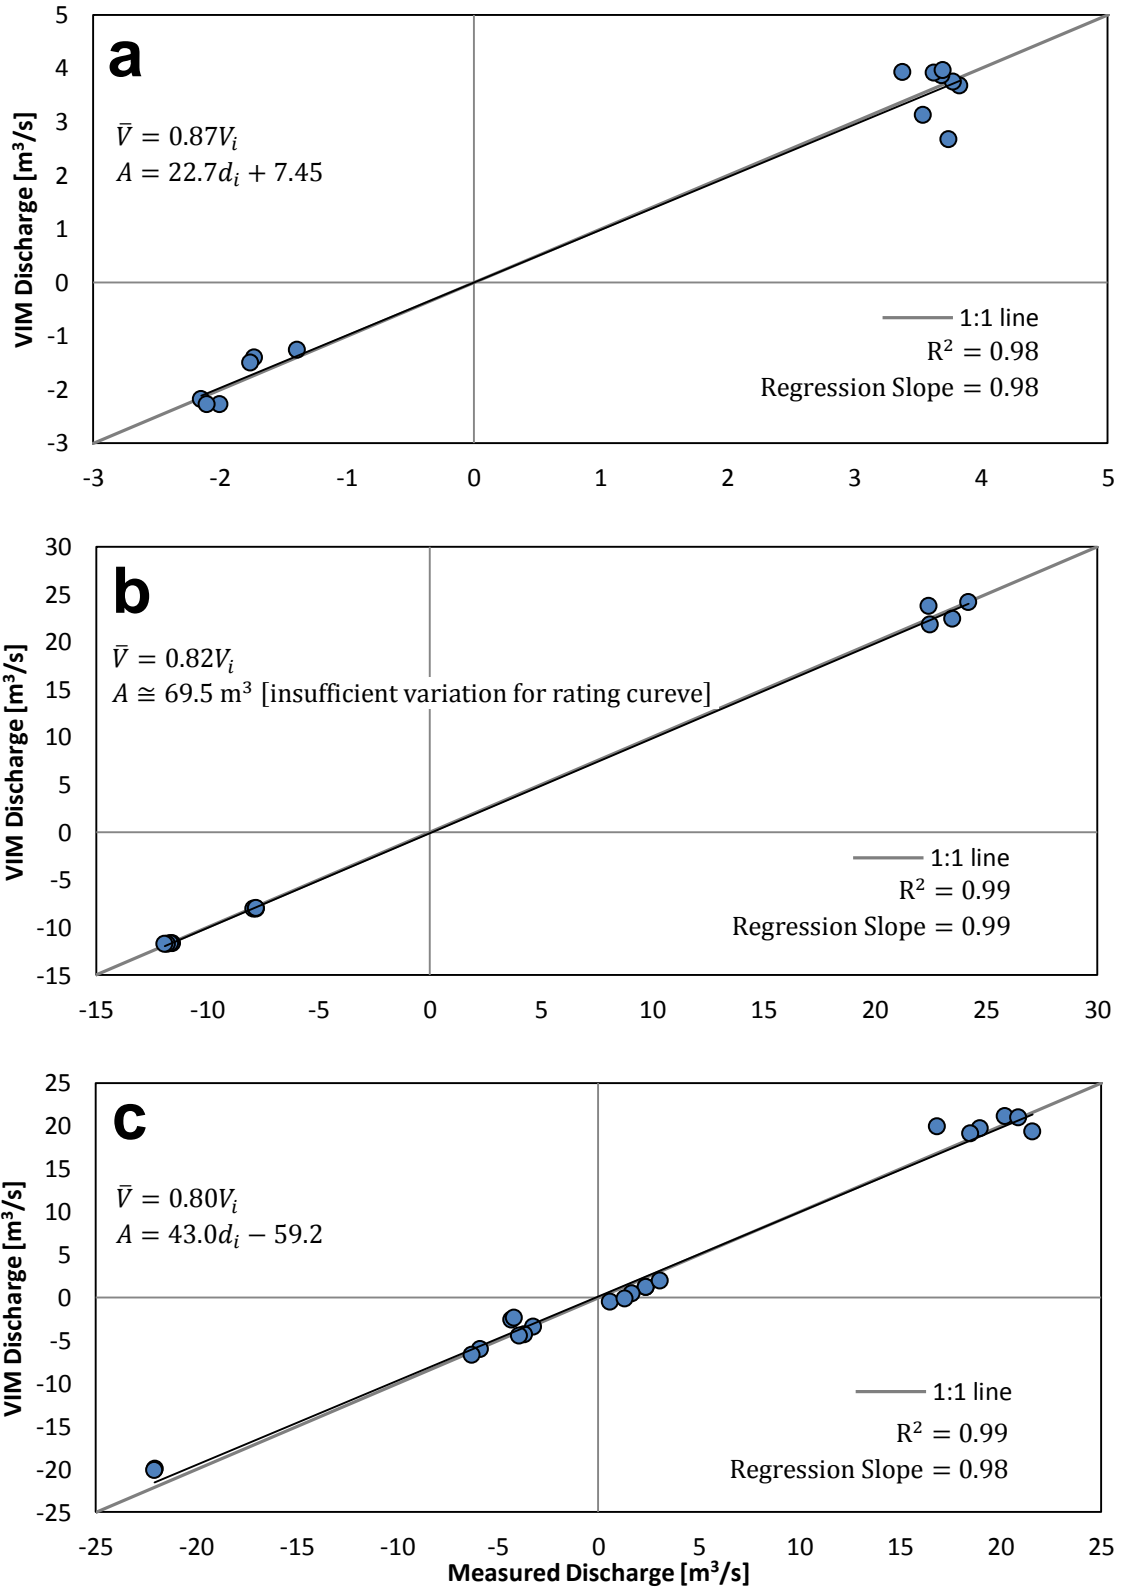 a
5
4
3
2
1
0
-1
-2
-3
VIM Discharge [m³/s]
V̄ = 0.87Vᵢ
A = 22.7dᵢ + 7.45
1:1 line
R² = 0.98
Regression Slope = 0.98
-3 -2 -1 0 1 2 3 4 5
b
30
25
20
15
10
5
0
-5
-10
-15
VIM Discharge [m³/s]
V̄ = 0.82Vᵢ
A ≅ 69.5 m³ [insufficient variation for rating cureve]
1:1 line
R² = 0.99
Regression Slope = 0.99
-15 -10 -5 0 5 10 15 20 25 30
c
25
20
15
10
5
0
-5
-10
-15
-20
-25
VIM Discharge [m³/s]
V̄ = 0.80Vᵢ
A = 43.0dᵢ − 59.2
1:1 line
R² = 0.99
Regression Slope = 0.98
-25 -20 -15 -10 -5 0 5 10 15 20 25
Measured Discharge [m³/s]